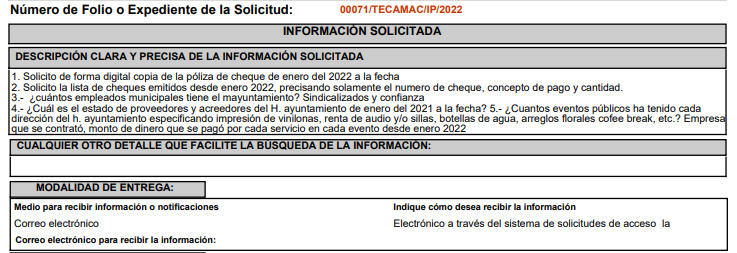 Número de Folio o Expediente de la Solicitud: 00071/TECAMAC/IP/2022
INFORMACIÓN SOLICITADA
DESCRIPCIÓN CLARA Y PRECISA DE LA INFORMACIÓN SOLICITADA
1. Solicito de forma digital copia de la póliza de cheque de enero del 2022 a la fecha
2. Solicito la lista de cheques emitidos desde enero 2022, precisando solamente el numero de cheque, concepto de pago y cantidad.
3.- ¿cuántos empleados municipales tiene el mayuntamiento? Sindicalizados y confianza
4.- ¿Cuál es el estado de proveedores y acreedores del H. ayuntamiento de enero del 2021 a la fecha? 5.- ¿Cuantos eventos públicos ha tenido cada
dirección del h. ayuntamiento especificando impresión de vinilonas, renta de audio y/o sillas, botellas de agua, arreglos florales cofee break, etc.? Empresa
que se contrató, monto de dinero que se pagó por cada servicio en cada evento desde enero 2022
CUALQUIER OTRO DETALLE QUE FACILITE LA BÚSQUEDA DE LA INFORMACIÓN:
MODALIDAD DE ENTREGA:
Medio para recibir información o notificaciones Indique cómo desea recibir la información
Correo electrónico Electrónico a través del sistema de solicitudes de acceso la
Correo electrónico para recibir la información: